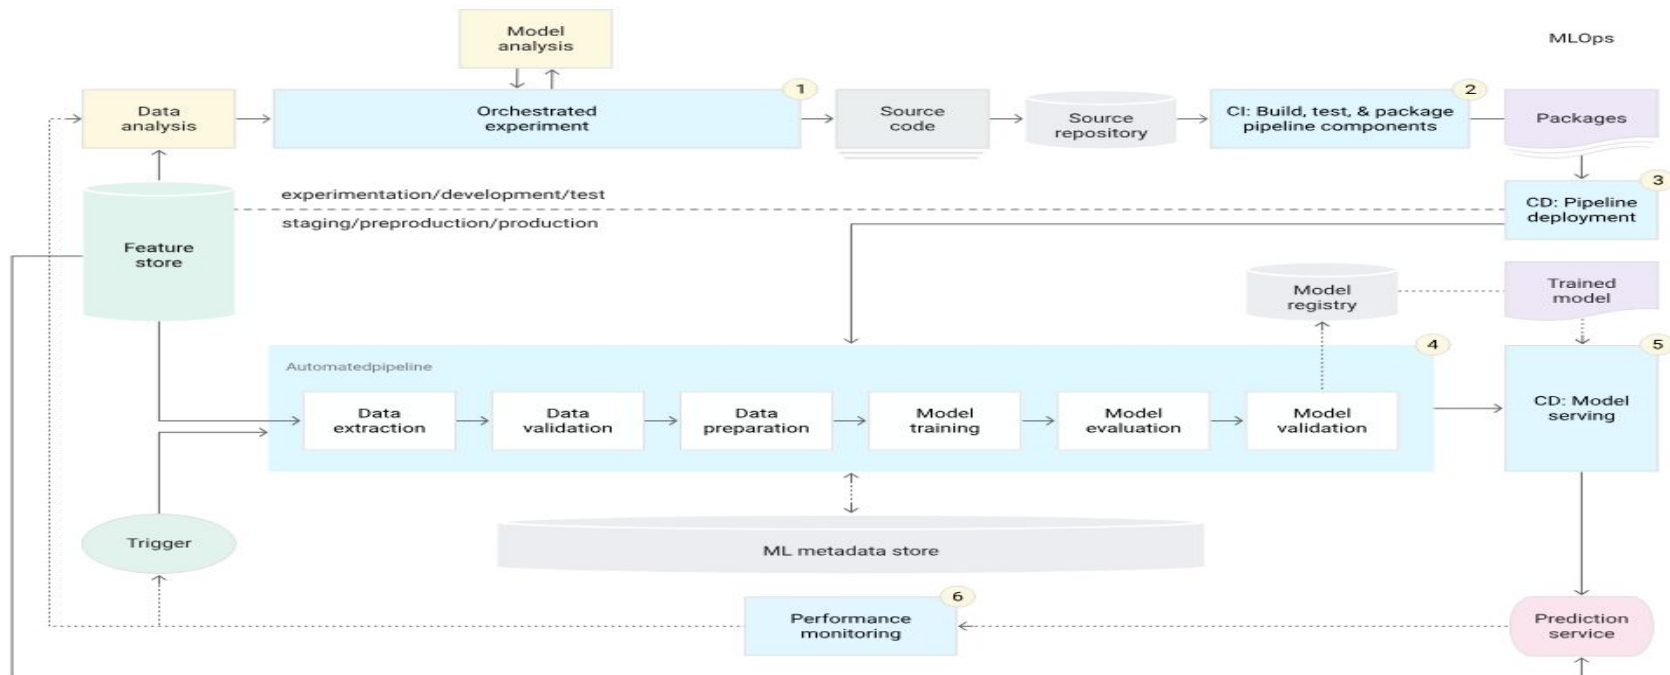 Model
analysis
MLOps
1
2
Data
analysis
Orchestrated
experiment
Source
code
Source
repository
CI: Build, test, & package
pipeline components
Packages
3
experimentation/development/test
staging/preproduction/production
CD: Pipeline
deployment
Feature
store
Model
registry
Trained
model
4
5
Automatedpipeline
Data
extraction
Data
validation
Data
preparation
Model
training
Model
evaluation
Model
validation
CD: Model
serving
Trigger
ML metadata store
6
Performance
monitoring
Prediction
service